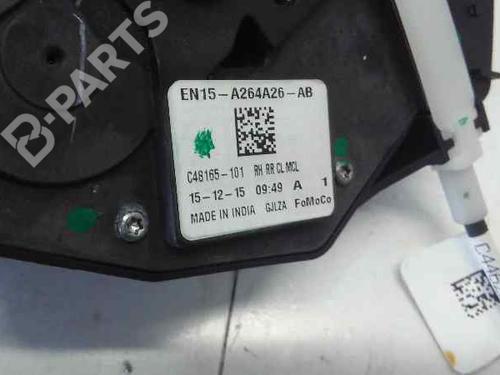 B-PARTS
EN15-A264A26-AB
C48165-101 RH RR CL MCL
15-12-15 09:49 A 1
MADE IN INDIA GJLZA FoMoCo